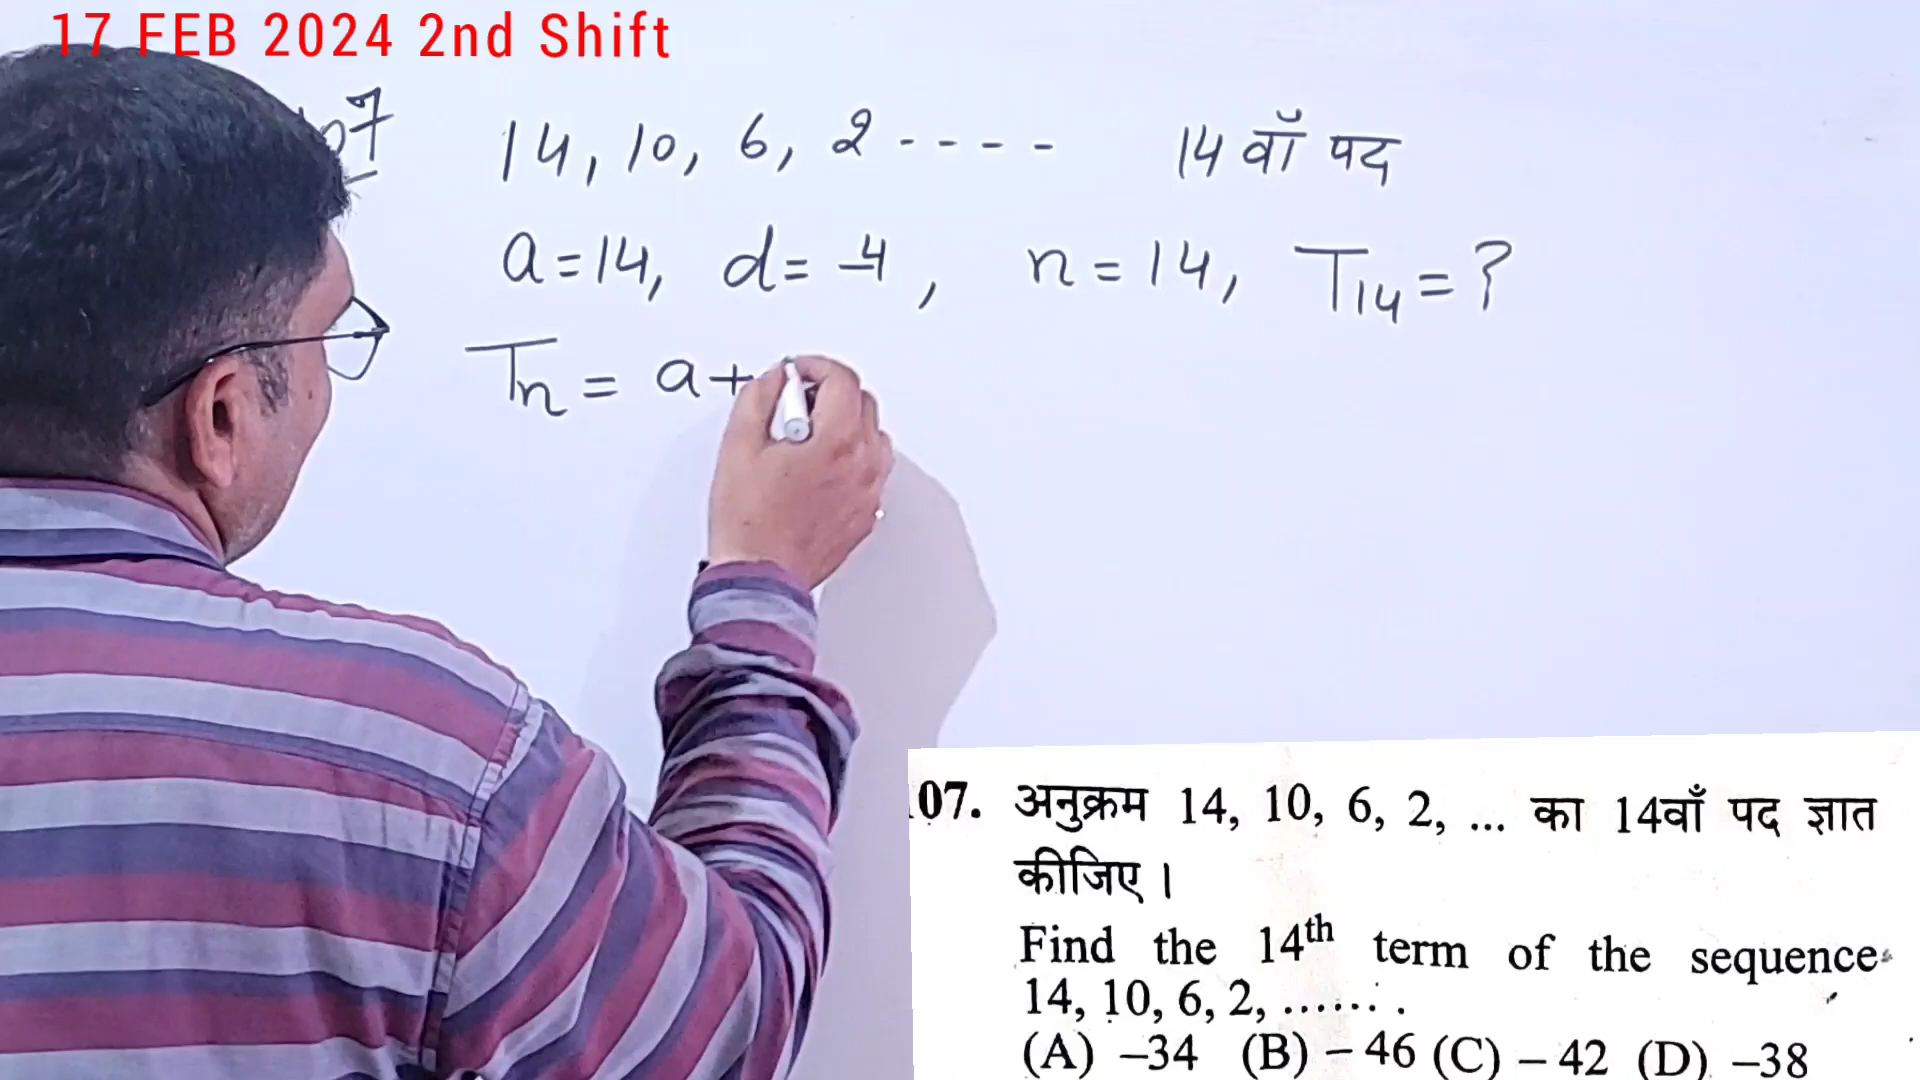 17 FEB 2024 2nd Shift
14, 10, 6, 2 - - - - 14 वाँ पद
a=14, d= -4, n=14, T14=?
Tn = a+
07. अनुक्रम 14, 10, 6, 2, ... का 14वाँ पद ज्ञात
कीजिए।
Find the 14th term of the sequence
14, 10, 6, 2, ...... .
(A) –34 (B) – 46 (C) – 42 (D) –38